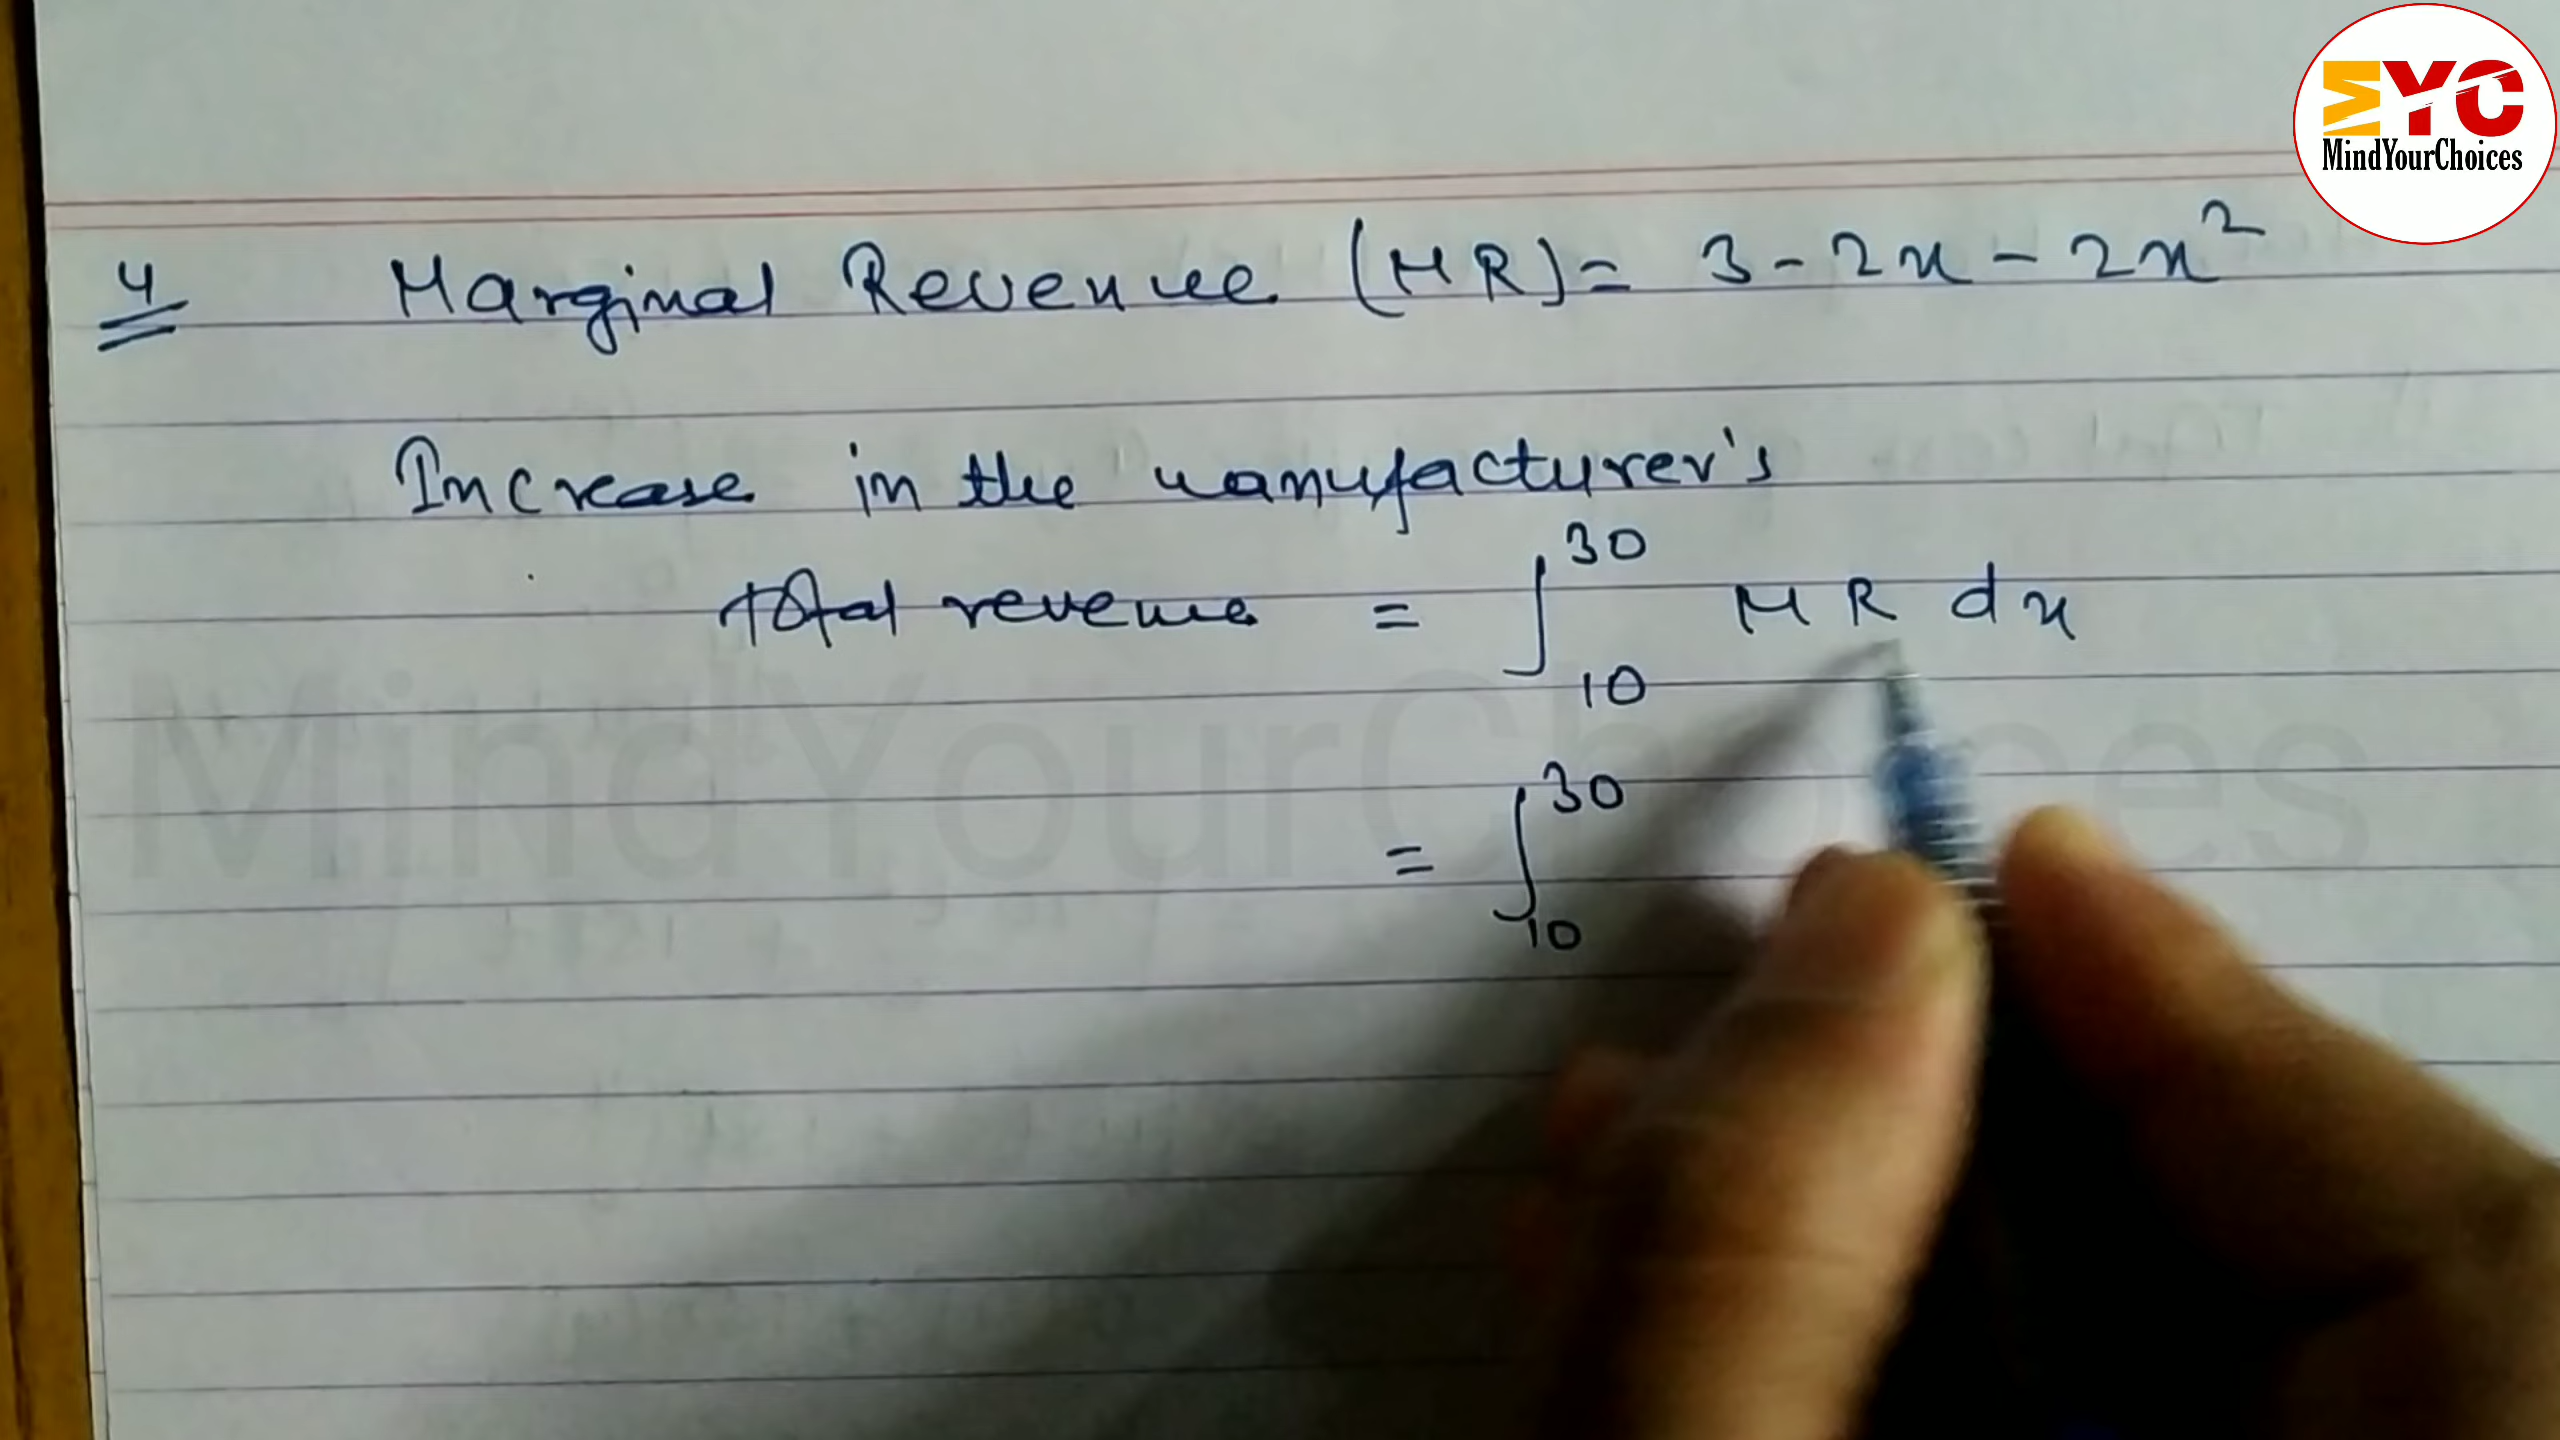 MYC
MindYourChoices
4 Marginal Revenue (MR) = 3 - 2x - 2x²
Increase in the manufacturer's
total revenue = ∫₁₀³⁰ MR dx
= ∫₁₀³⁰
MindYourChoices